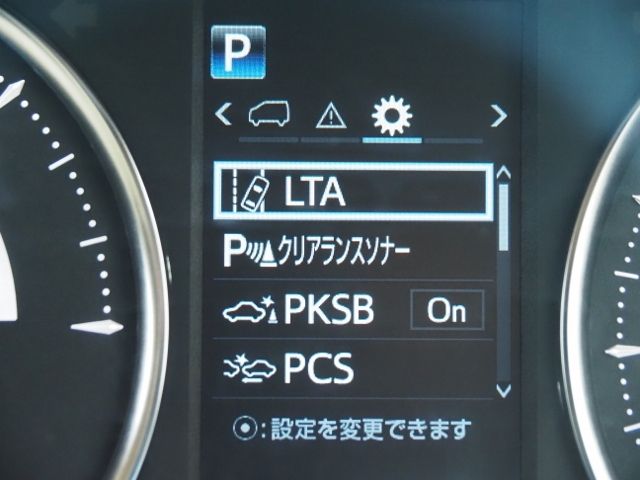 P
LTA
Pクリアランスソナー
PKSB On
PCS
:設定を変更できます